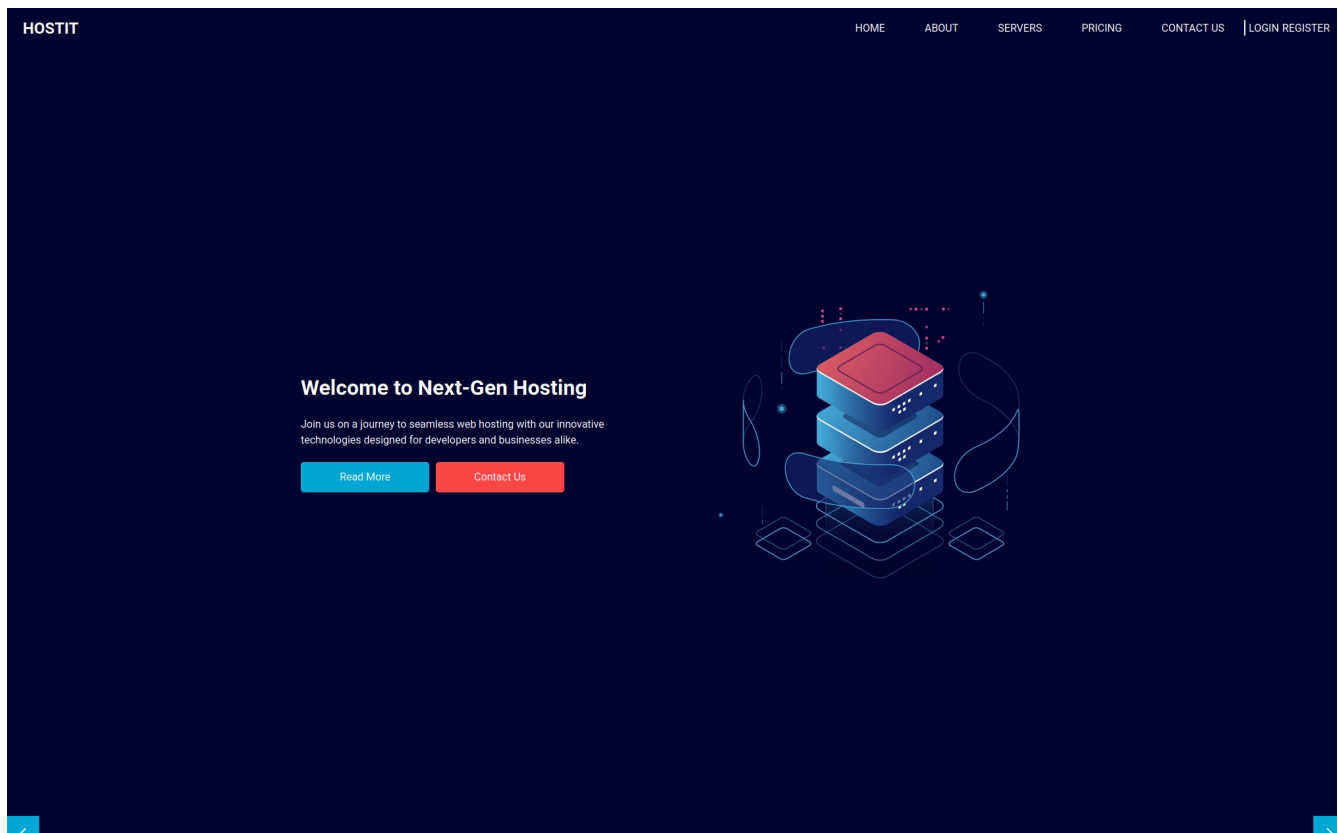 HOSTIT
HOME ABOUT SERVERS PRICING CONTACT US LOGIN REGISTER
Welcome to Next-Gen Hosting
Join us on a journey to seamless web hosting with our innovative
technologies designed for developers and businesses alike.
Read More Contact Us